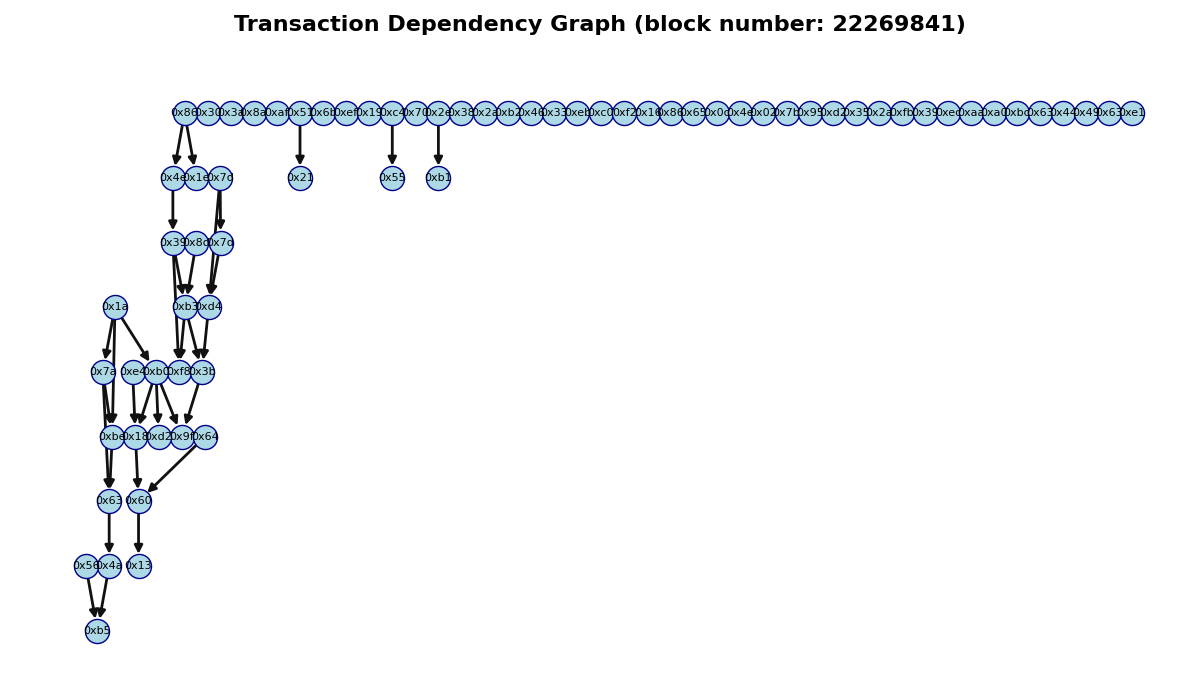 Transaction Dependency Graph (block number: 22269841)
0x86 0x30 0x3a 0x8a 0xaf 0x51 0x6b 0xef 0x19 0xc4 0x70 0x2e 0x38 0x2a 0xb2 0x46 0x33 0xeb 0xc0 0xf2 0x16 0x86 0x65 0x0c 0x4e 0x02 0x7b 0x95 0xd2 0x35 0x2a 0xfb 0x39 0xec 0xaa 0xa0 0xbc 0x63 0x44 0x49 0x63 0xe1
0x4e 0x1e 0x7d 0x21 0x55 0xb1
0x39 0x8d 0x7d
0x1a 0xb3 0xd4
0x7a 0xe4 0xb0 0xf8 0x3b
0xbe 0x18 0xd2 0x9f 0x64
0x63 0x60
0x56 0x4a 0x13
0xb5